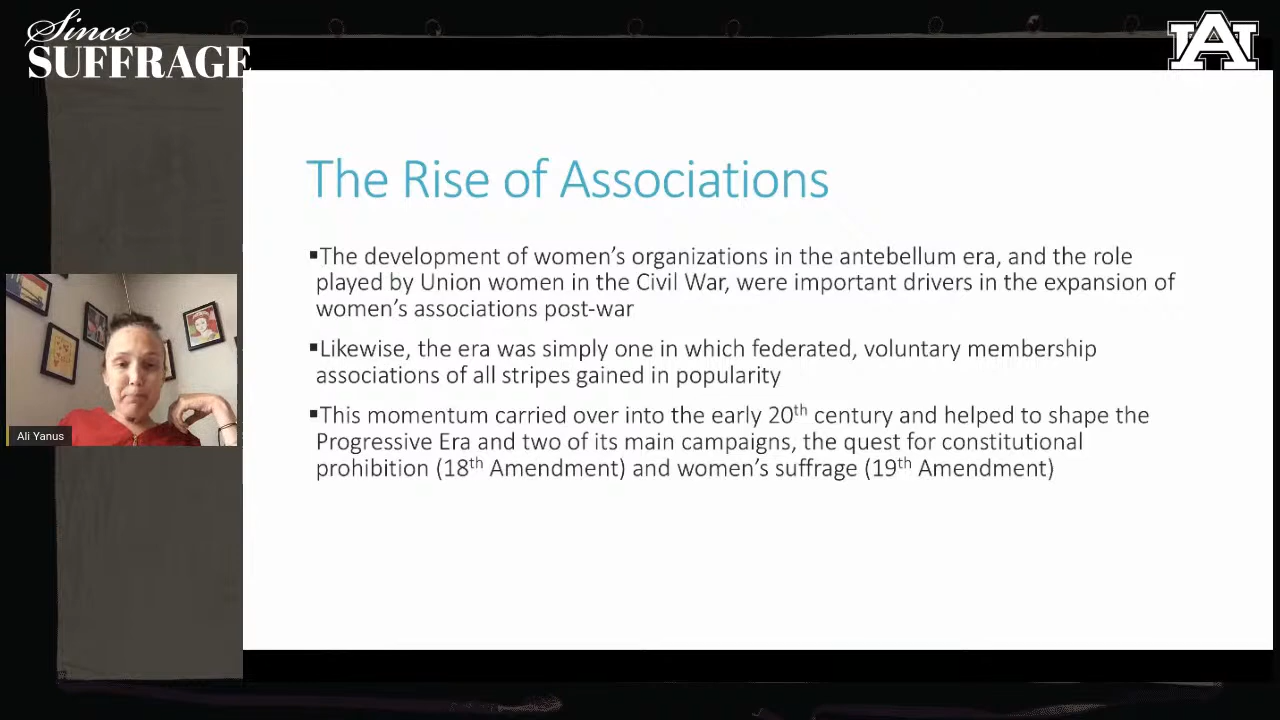 Since
SUFFRAGE
AU
The Rise of Associations
▪The development of women’s organizations in the antebellum era, and the role
played by Union women in the Civil War, were important drivers in the expansion of
women’s associations post-war
▪Likewise, the era was simply one in which federated, voluntary membership
associations of all stripes gained in popularity
▪This momentum carried over into the early 20th century and helped to shape the
Progressive Era and two of its main campaigns, the quest for constitutional
prohibition (18th Amendment) and women’s suffrage (19th Amendment)
Ali Yanus